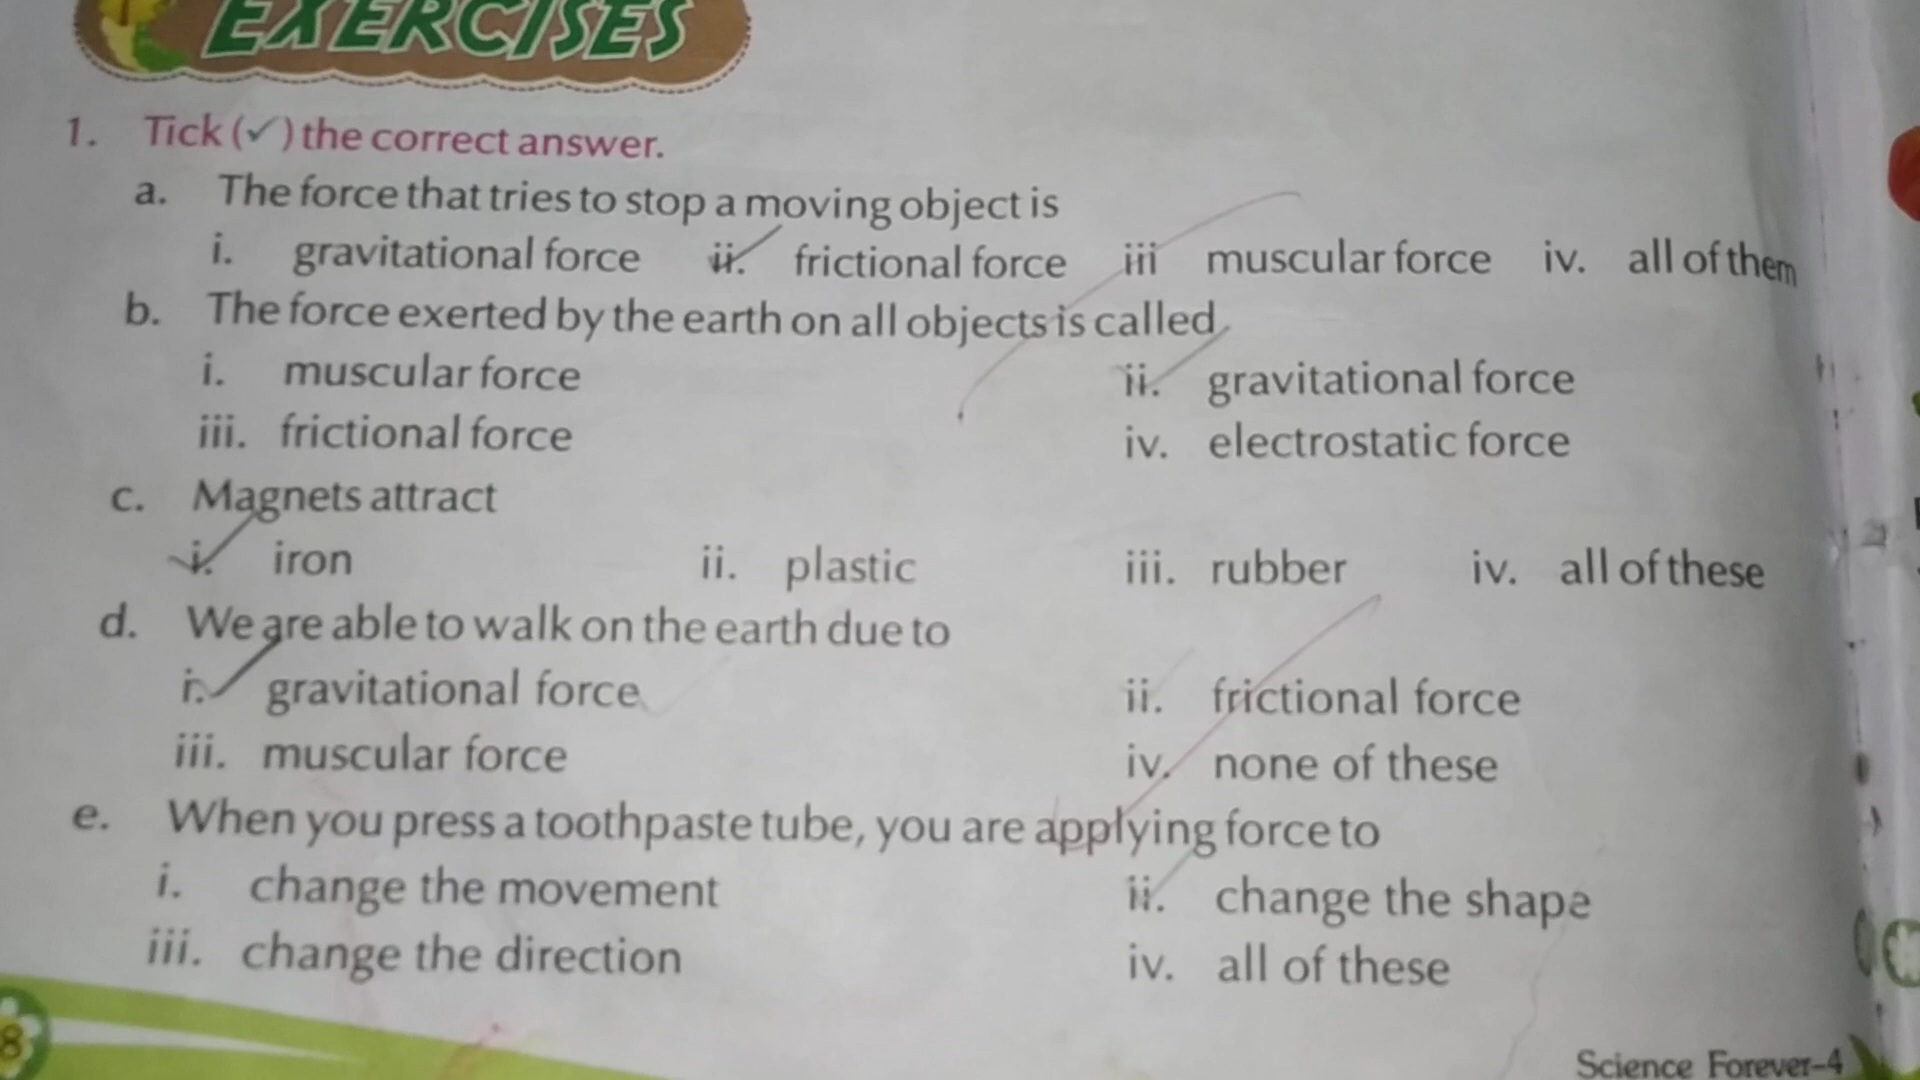 EXERCISES
1. Tick (✓) the correct answer.
a. The force that tries to stop a moving object is
i. gravitational force ii. frictional force iii muscular force iv. all of them
b. The force exerted by the earth on all objects is called
i. muscular force ii. gravitational force
iii. frictional force iv. electrostatic force
c. Magnets attract
i. iron ii. plastic iii. rubber iv. all of these
d. We are able to walk on the earth due to
i. gravitational force ii. frictional force
iii. muscular force iv. none of these
e. When you press a toothpaste tube, you are applying force to
i. change the movement ii. change the shape
iii. change the direction iv. all of these
8
Science Forever-4